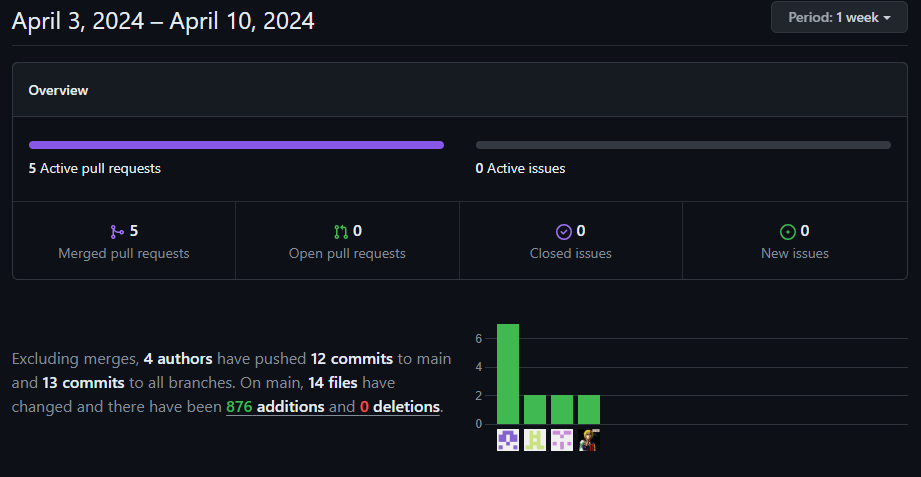 April 3, 2024 – April 10, 2024
Period: 1 week
Overview
5 Active pull requests
0 Active issues
5
Merged pull requests
0
Open pull requests
0
Closed issues
0
New issues
Excluding merges, 4 authors have pushed 12 commits to main
and 13 commits to all branches. On main, 14 files have
changed and there have been 876 additions and 0 deletions.
6
4
2
0